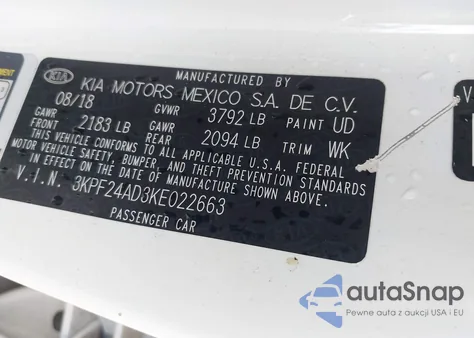 MANUFACTURED BY
KIA KIA MOTORS MEXICO S.A. DE C.V.
08/18 GVWR 3792 LB PAINT UD
GAWR FRONT 2183 LB GAWR REAR 2094 LB TRIM WK
THIS VEHICLE CONFORMS TO ALL APPLICABLE U.S.A. FEDERAL
MOTOR VEHICLE SAFETY, BUMPER, AND THEFT PREVENTION STANDARDS
IN EFFECT ON THE DATE OF MANUFACTURE SHOWN ABOVE.
V.I.N. 3KPF24AD3KE022663
PASSENGER CAR
autoSnap
Pewne auta z aukcji USA i EU